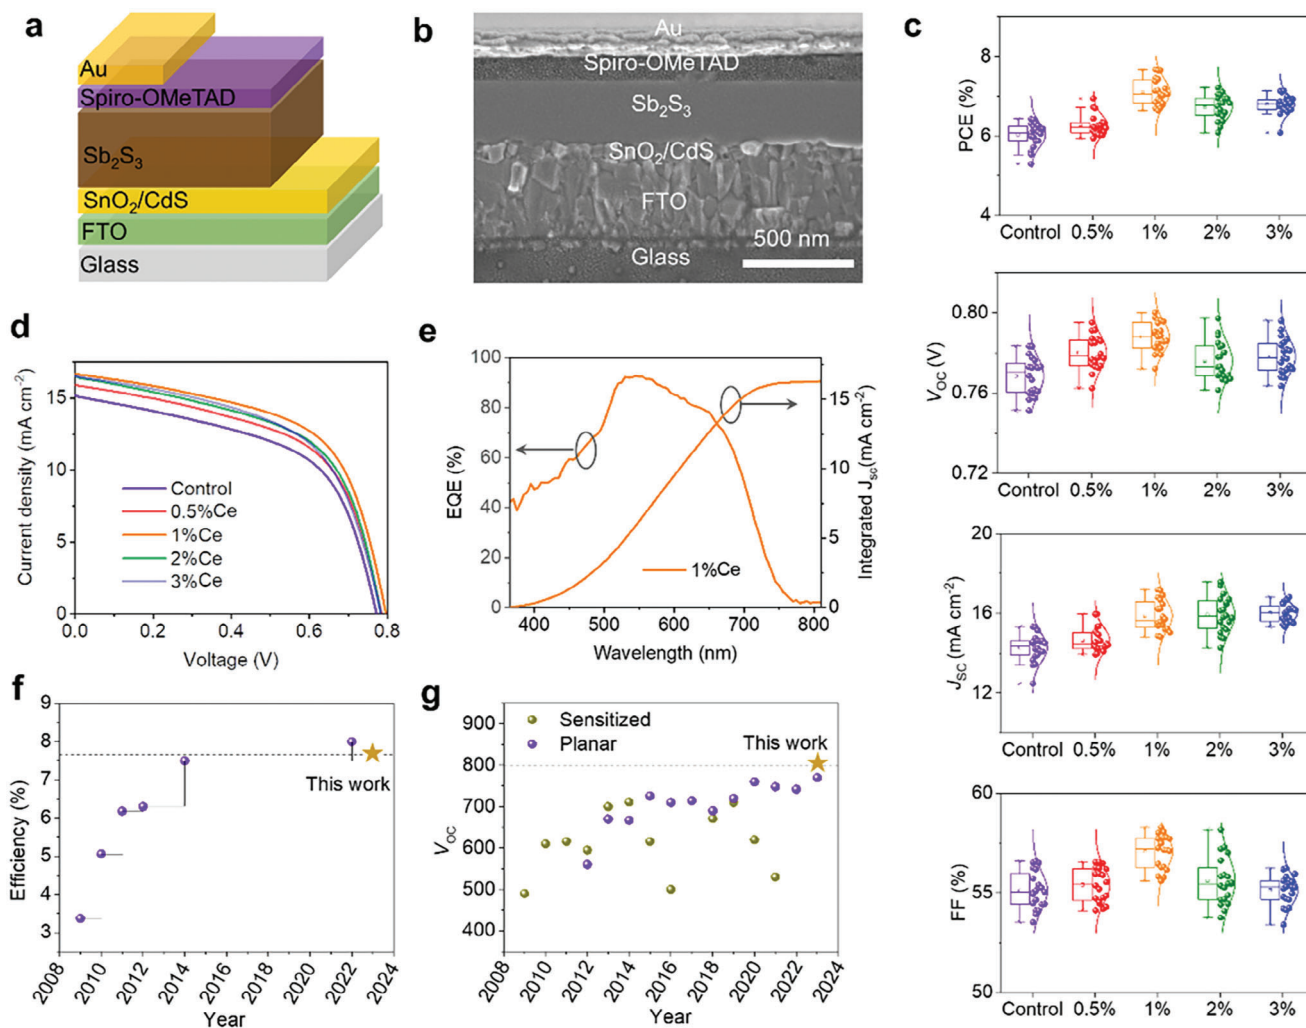 a
Au
Spiro-OMeTAD
Sb₂S₃
SnO₂/CdS
FTO
Glass
b
Au
Spiro-OMeTAD
Sb₂S₃
SnO₂/CdS
FTO
500 nm
Glass
c
PCE (%)
8
6
4
Control 0.5% 1% 2% 3%
V_OC (V)
0.80
0.76
0.72
Control 0.5% 1% 2% 3%
J_SC (mA cm⁻²)
20
16
12
Control 0.5% 1% 2% 3%
FF (%)
60
55
50
Control 0.5% 1% 2% 3%
d
Current density (mA cm⁻²)
15
10
5
0
Control
0.5%Ce
1%Ce
2%Ce
3%Ce
0.0 0.2 0.4 0.6 0.8
Voltage (V)
e
EQE (%)
100
80
60
40
20
0
1%Ce
15
10
5
0
Integrated J_sc(mA cm⁻²)
400 500 600 700 800
Wavelength (nm)
f
Efficiency (%)
9
8
7
6
5
4
3
This work
2008 2010 2012 2014 2016 2018 2020 2022 2024
Year
g
V_OC
900
800
700
600
500
400
Sensitized
Planar
This work
2008 2010 2012 2014 2016 2018 2020 2022 2024
Year